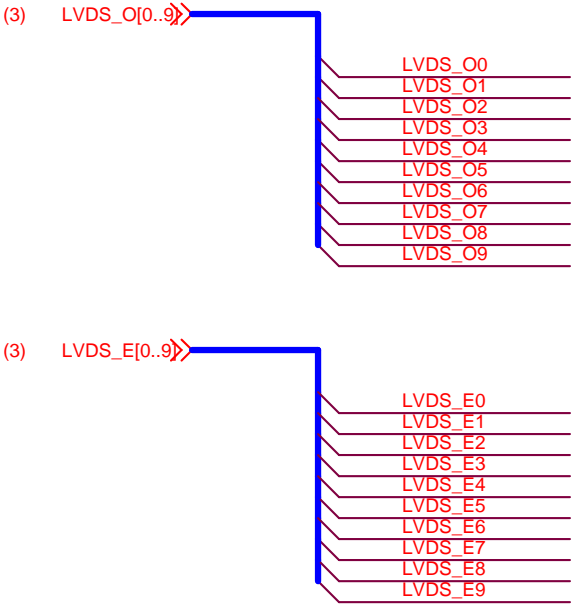 (3) LVDS_O[0..9]
LVDS_O0
LVDS_O1
LVDS_O2
LVDS_O3
LVDS_O4
LVDS_O5
LVDS_O6
LVDS_O7
LVDS_O8
LVDS_O9
(3) LVDS_E[0..9]
LVDS_E0
LVDS_E1
LVDS_E2
LVDS_E3
LVDS_E4
LVDS_E5
LVDS_E6
LVDS_E7
LVDS_E8
LVDS_E9